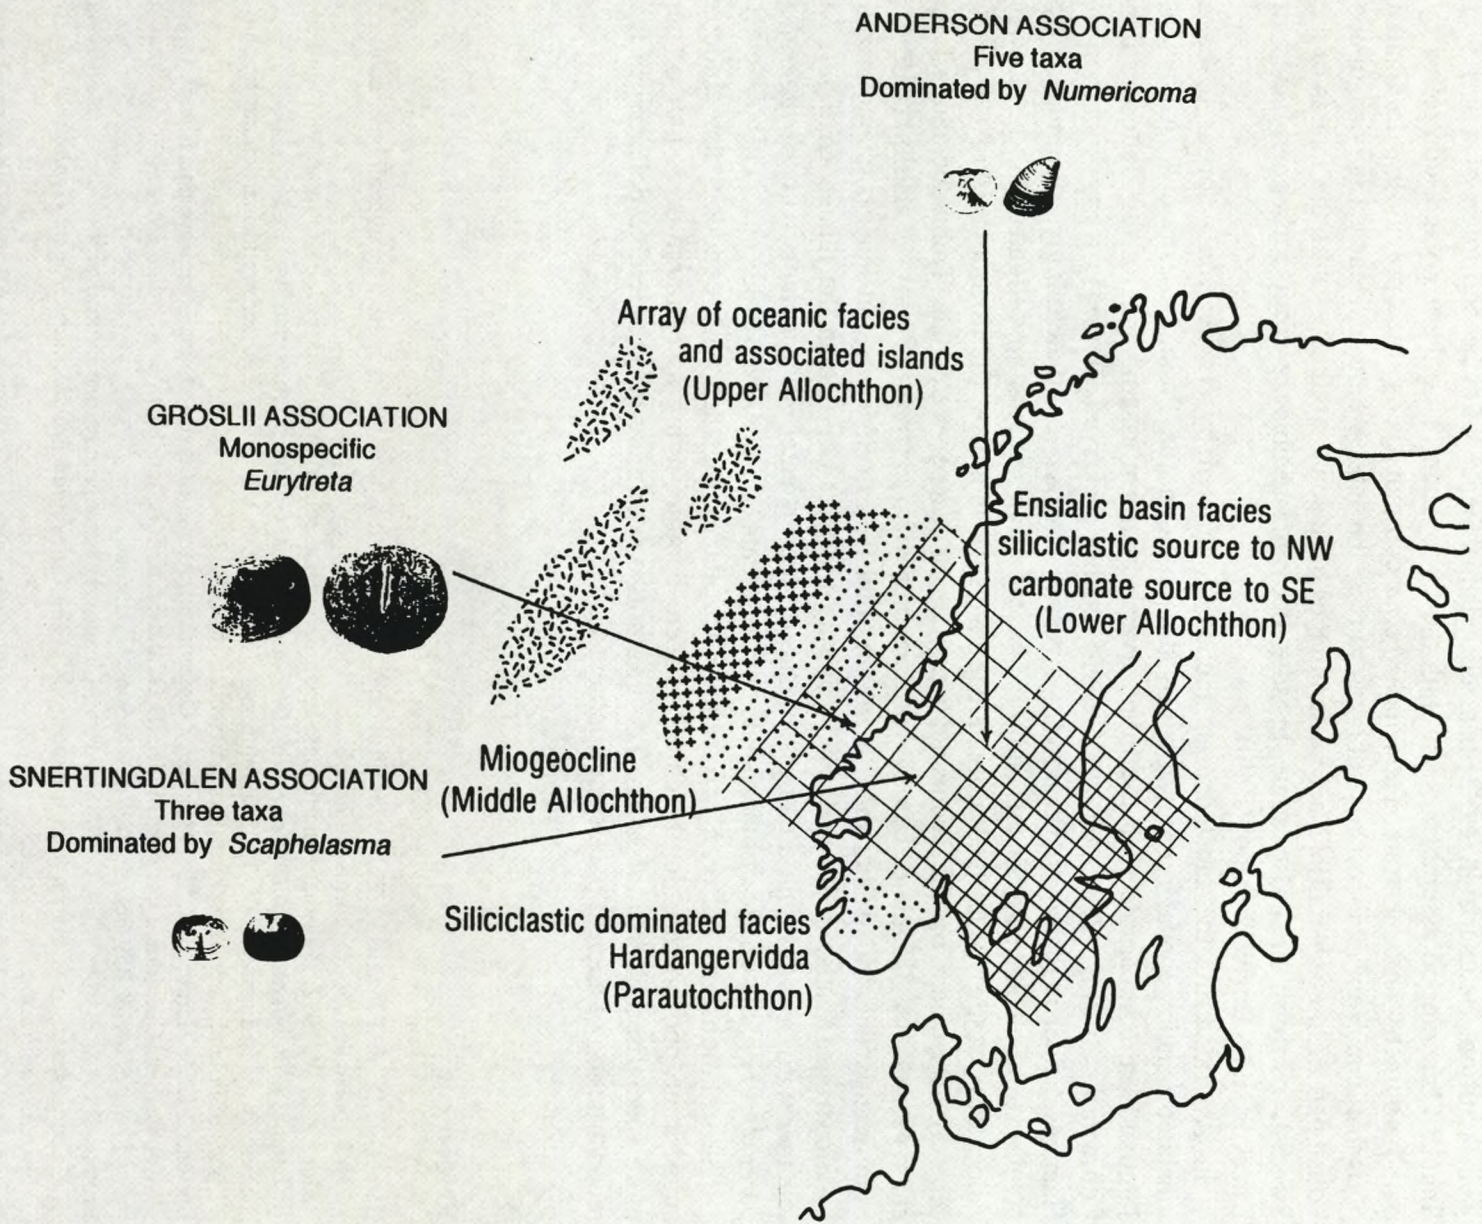 ANDERSÖN ASSOCIATION
Five taxa
Dominated by Numericoma
Array of oceanic facies
and associated islands
(Upper Allochthon)
GRÖSLII ASSOCIATION
Monospecific
Eurytreta
Ensialic basin facies
siliciclastic source to NW
carbonate source to SE
(Lower Allochthon)
Miogeocline
(Middle Allochthon)
SNERTINGDALEN ASSOCIATION
Three taxa
Dominated by Scaphelasma
Siliciclastic dominated facies
Hardangervidda
(Parautochthon)